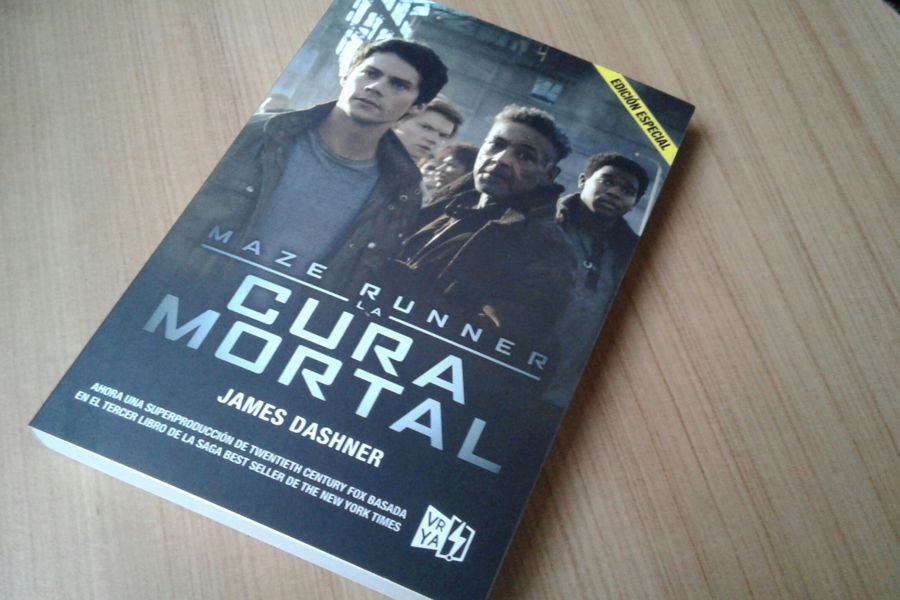 EDICIÓN ESPECIAL
MAZE RUNNER
LA
CURA
MORTAL
JAMES DASHNER
AHORA UNA SUPERPRODUCCIÓN DE TWENTIETH CENTURY FOX BASADA
EN EL TERCER LIBRO DE LA SAGA BEST SELLER DE THE NEW YORK TIMES
VR
YA